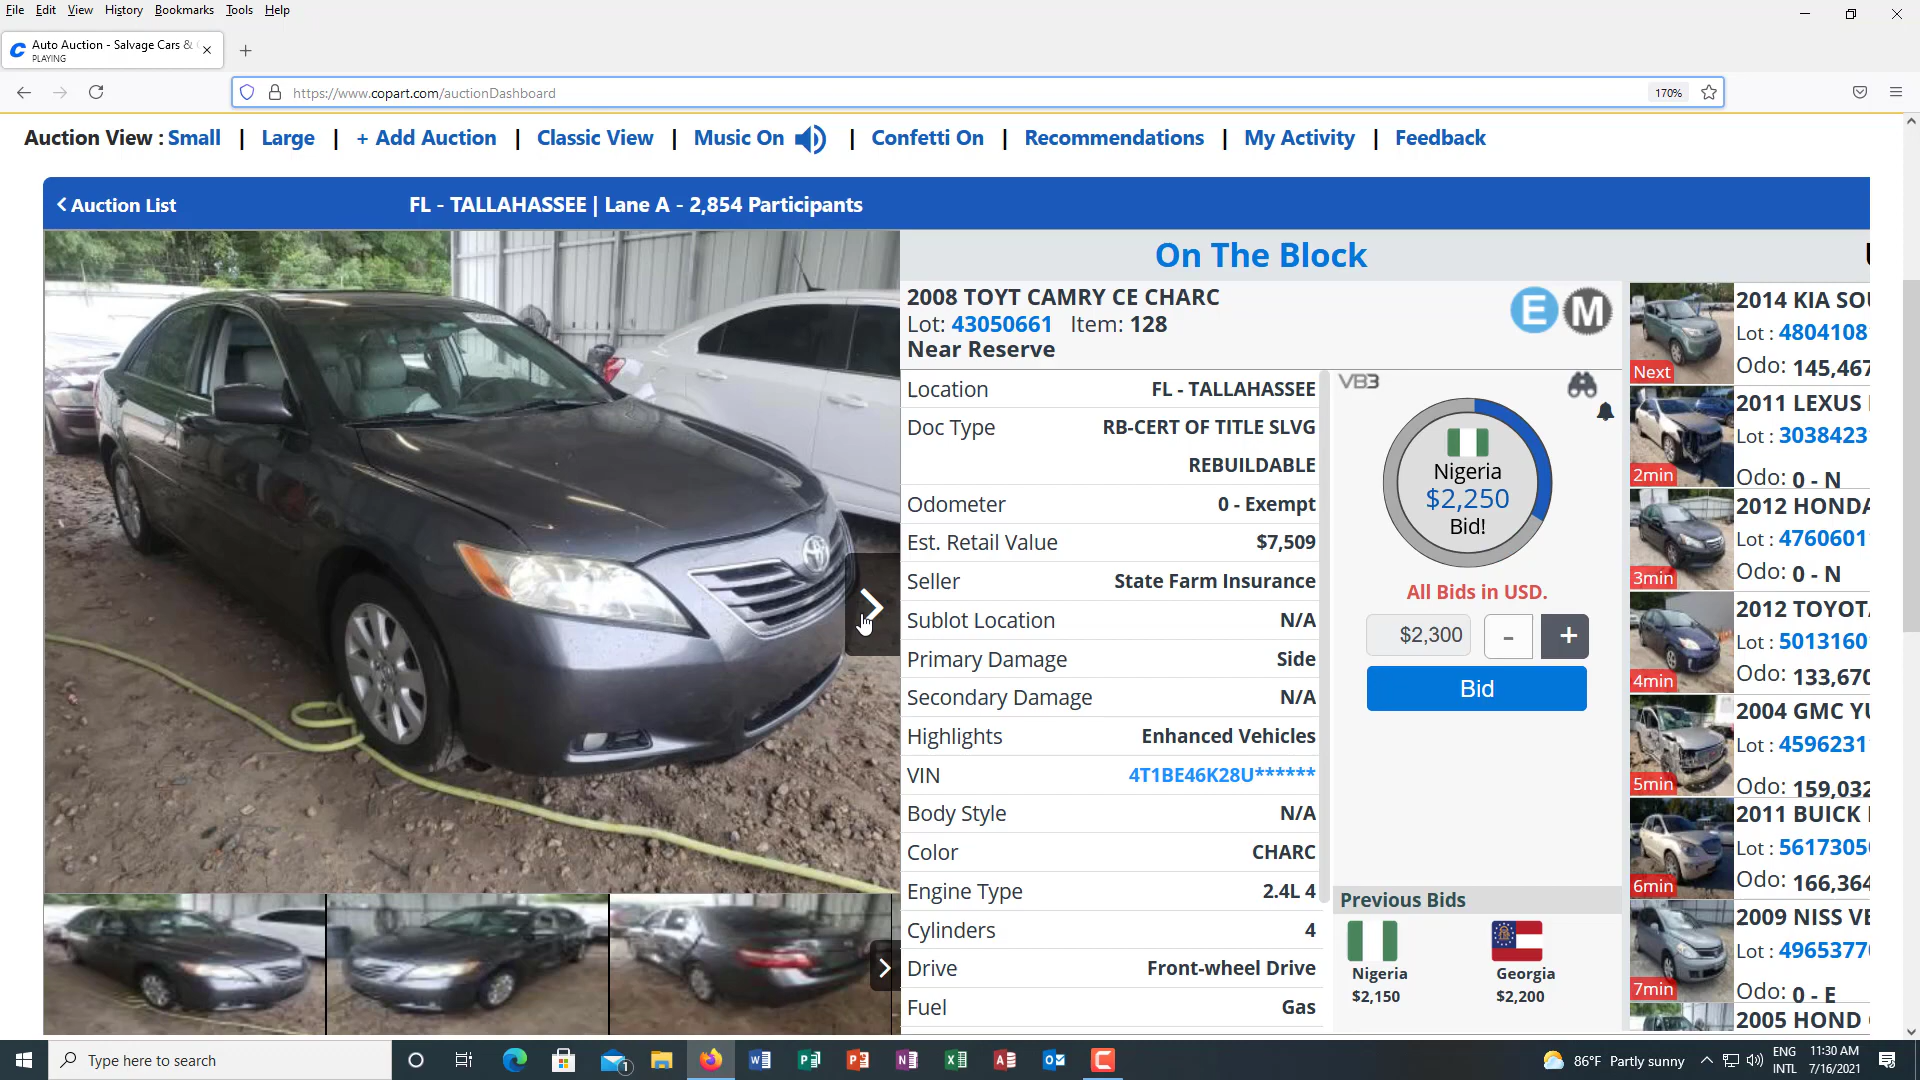 File Edit View History Bookmarks Tools Help
Auto Auction - Salvage Cars &
PLAYING
https://www.copart.com/auctionDashboard
170%
Auction View : Small | Large | + Add Auction | Classic View | Music On | Confetti On | Recommendations | My Activity | Feedback
Auction List
FL - TALLAHASSEE | Lane A - 2,854 Participants
On The Block
2008 TOYT CAMRY CE CHARC
Lot: 43050661 Item: 128
Near Reserve
E M
Location FL - TALLAHASSEE
Doc Type RB-CERT OF TITLE SLVG
REBUILDABLE
Odometer 0 - Exempt
Est. Retail Value $7,509
Seller State Farm Insurance
Sublot Location N/A
Primary Damage Side
Secondary Damage N/A
Highlights Enhanced Vehicles
VIN 4T1BE46K28U******
Body Style N/A
Color CHARC
Engine Type 2.4L 4
Cylinders 4
Drive Front-wheel Drive
Fuel Gas
VB3
Nigeria
$2,250
Bid!
All Bids in USD.
$2,300 - +
Bid
Previous Bids
Nigeria
$2,150
Georgia
$2,200
2014 KIA SOU
Lot : 4804108
Odo: 145,467
Next
2011 LEXUS
Lot : 3038423
Odo: 0 - N
2min
2012 HONDA
Lot : 4760601
Odo: 0 - N
3min
2012 TOYOTA
Lot : 5013160
Odo: 133,670
4min
2004 GMC YU
Lot : 4596231
Odo: 159,032
5min
2011 BUICK
Lot : 5617305
Odo: 166,364
6min
2009 NISS VE
Lot : 4965377
Odo: 0 - E
7min
2005 HOND
Type here to search
1
86°F Partly sunny
ENG
INTL
11:30 AM
7/16/2021